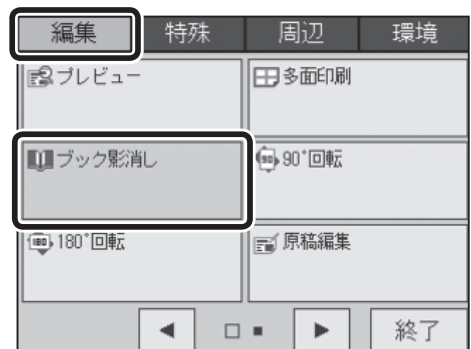 編集 特殊 周辺 環境
プレビュー 多面印刷
ブック影消し 90°回転
180°回転 原稿編集
終了